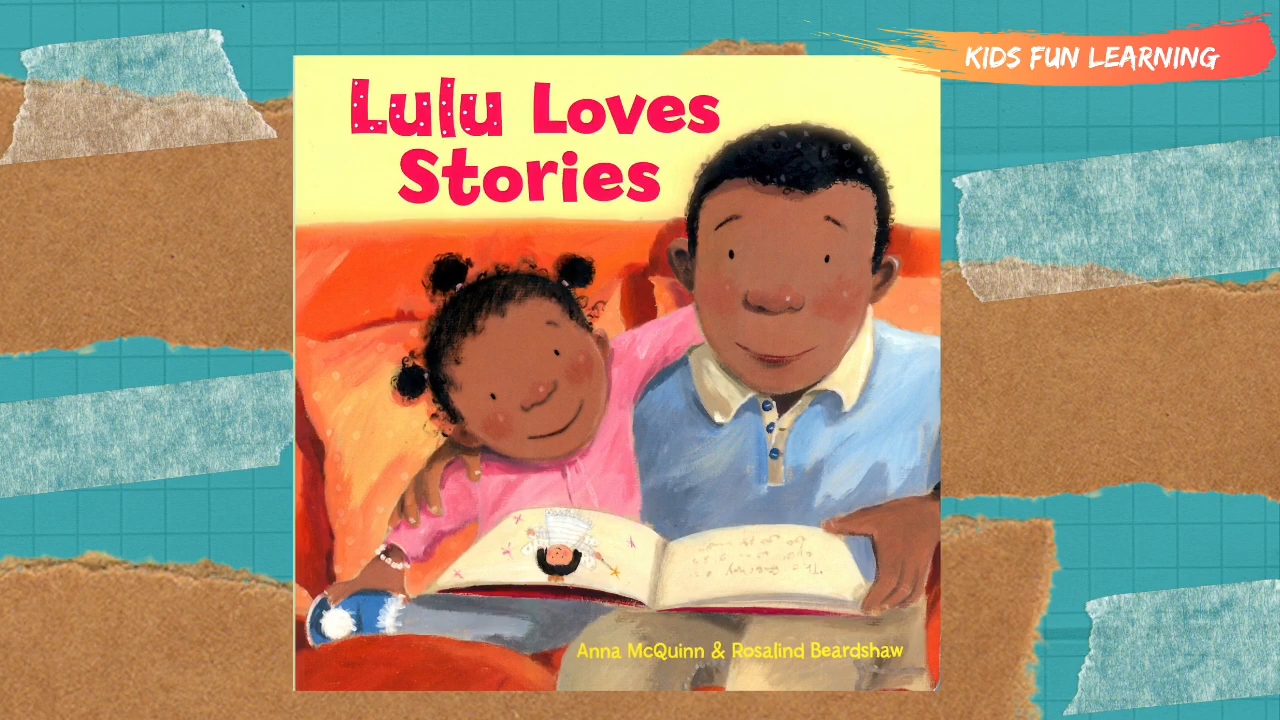 KIDS FUN LEARNING
Lulu Loves
Stories
Anna McQuinn & Rosalind Beardshaw